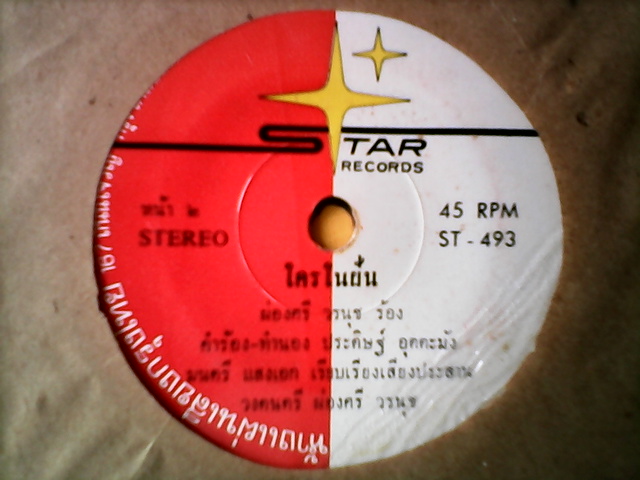 STAR
RECORDS
หน้า ๒
STEREO
45 RPM
ST - 493
ใครในฝัน
ผ่องศรี วรนุช ร้อง
คำร้อง-ทำนอง ประดิษฐ์ อุตตะมัง
มนตรี แสงเอก เรียบเรียงเสียงประสาน
วงดนตรี ผ่องศรี วรนุช